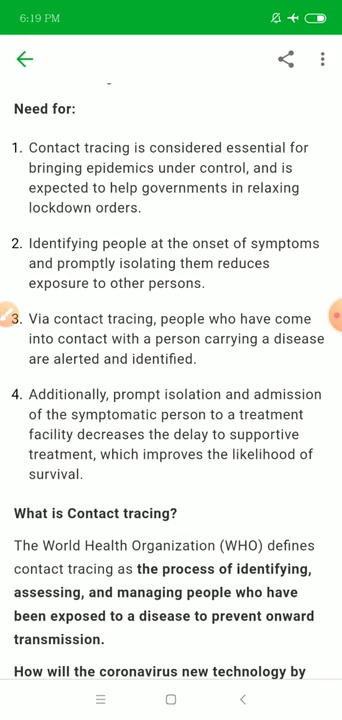 6:19 PM
Need for:
1. Contact tracing is considered essential for
bringing epidemics under control, and is
expected to help governments in relaxing
lockdown orders.
2. Identifying people at the onset of symptoms
and promptly isolating them reduces
exposure to other persons.
3. Via contact tracing, people who have come
into contact with a person carrying a disease
are alerted and identified.
4. Additionally, prompt isolation and admission
of the symptomatic person to a treatment
facility decreases the delay to supportive
treatment, which improves the likelihood of
survival.
What is Contact tracing?
The World Health Organization (WHO) defines
contact tracing as the process of identifying,
assessing, and managing people who have
been exposed to a disease to prevent onward
transmission.
How will the coronavirus new technology by